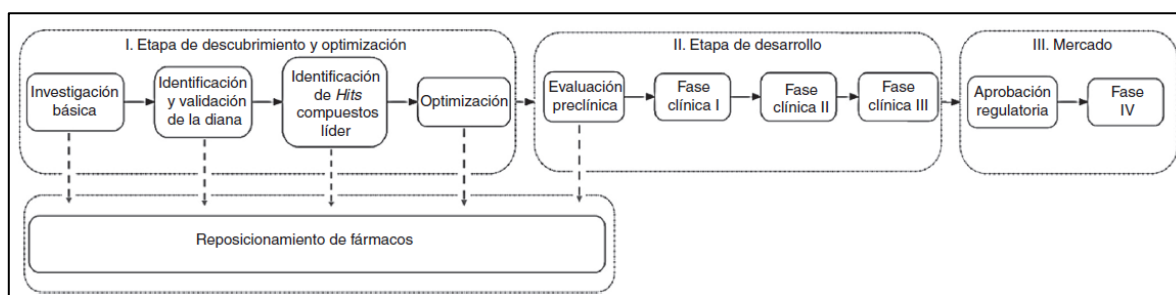 I. Etapa de descubrimiento y optimización
Investigación
básica
Identificación
y validación
de la diana
Identificación
de Hits
compuestos
líder
Optimización
II. Etapa de desarrollo
Evaluación
preclínica
Fase
clínica I
Fase
clínica II
Fase
clínica III
III. Mercado
Aprobación
regulatoria
Fase
IV
Reposicionamiento de fármacos